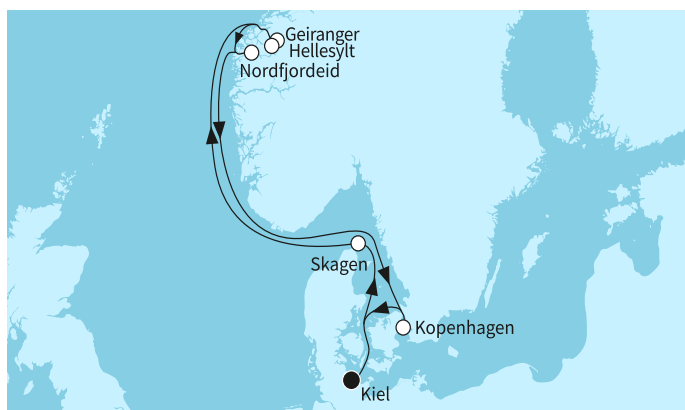 Geiranger
Hellesylt
Nordfjordeid
Skagen
Kopenhagen
Kiel